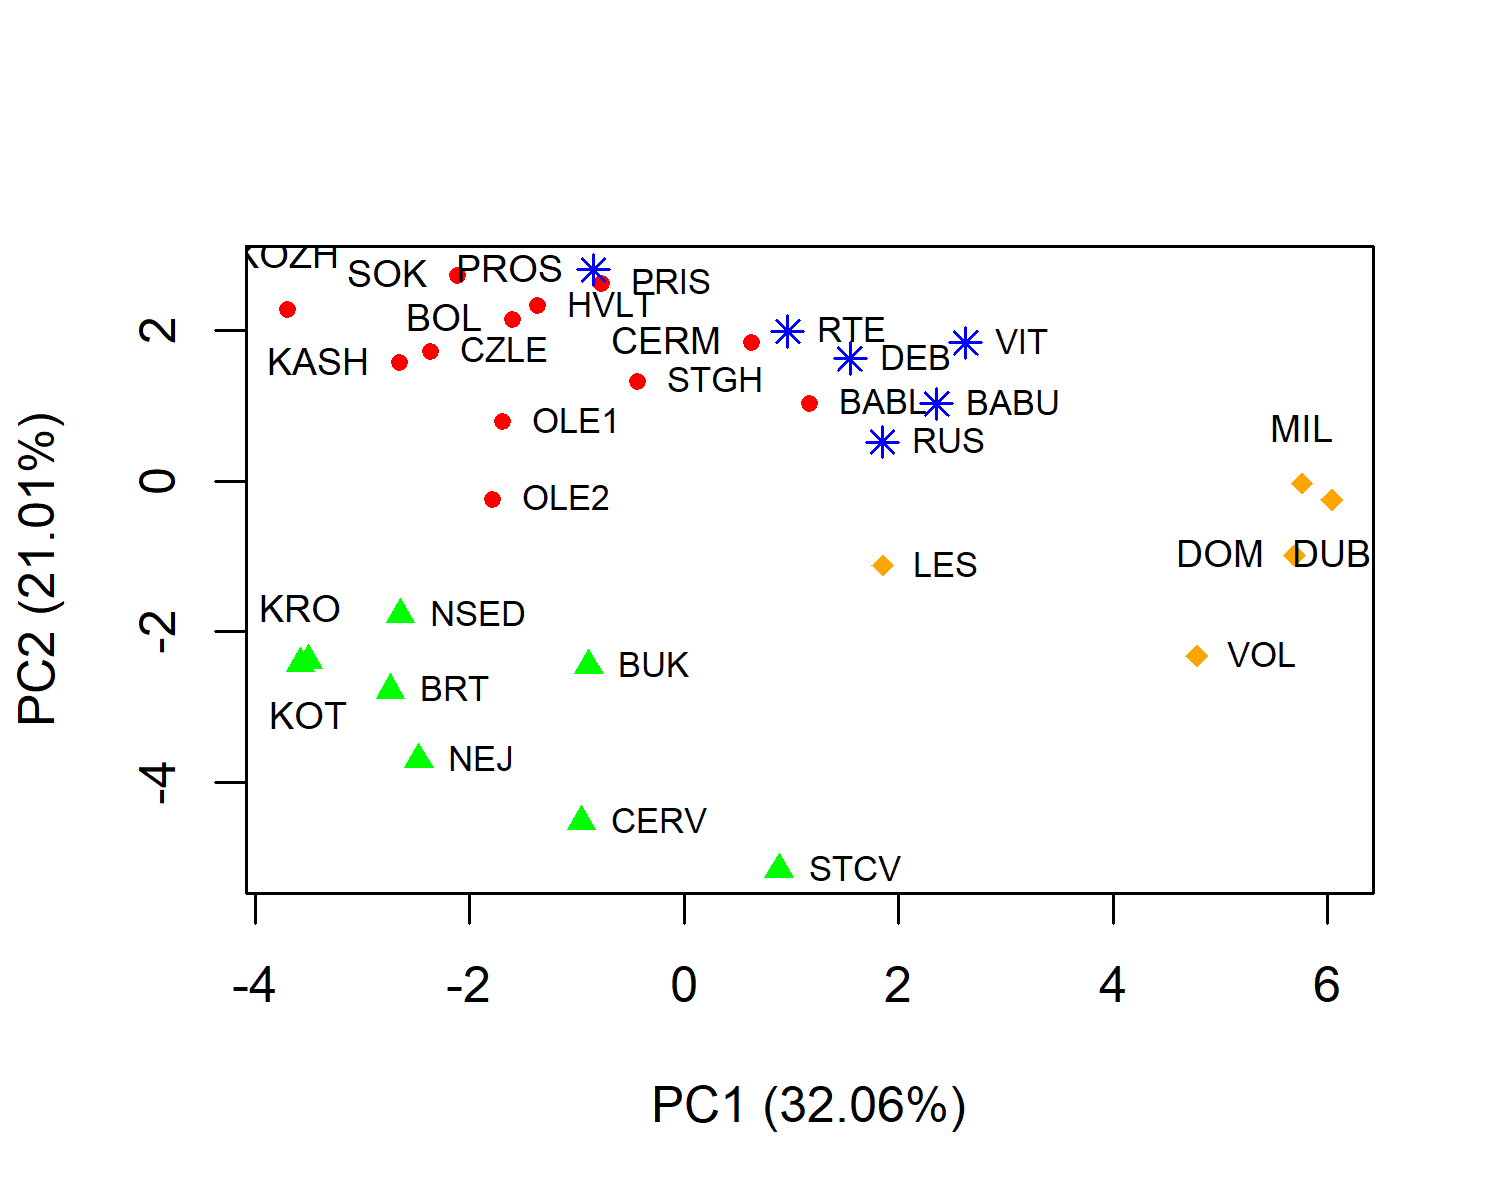 KOZH
SOK
PROS
PRIS
HVLT
BOL
CERM
RTE
VIT
KASH
CZLE
DEB
STGH
BABL
BABU
OLE1
RUS
MIL
OLE2
DOM
DUB
LES
KRO
NSED
BUK
VOL
BRT
KOT
NEJ
CERV
STCV
2
0
-2
-4
PC2 (21.01%)
-4 -2 0 2 4 6
PC1 (32.06%)